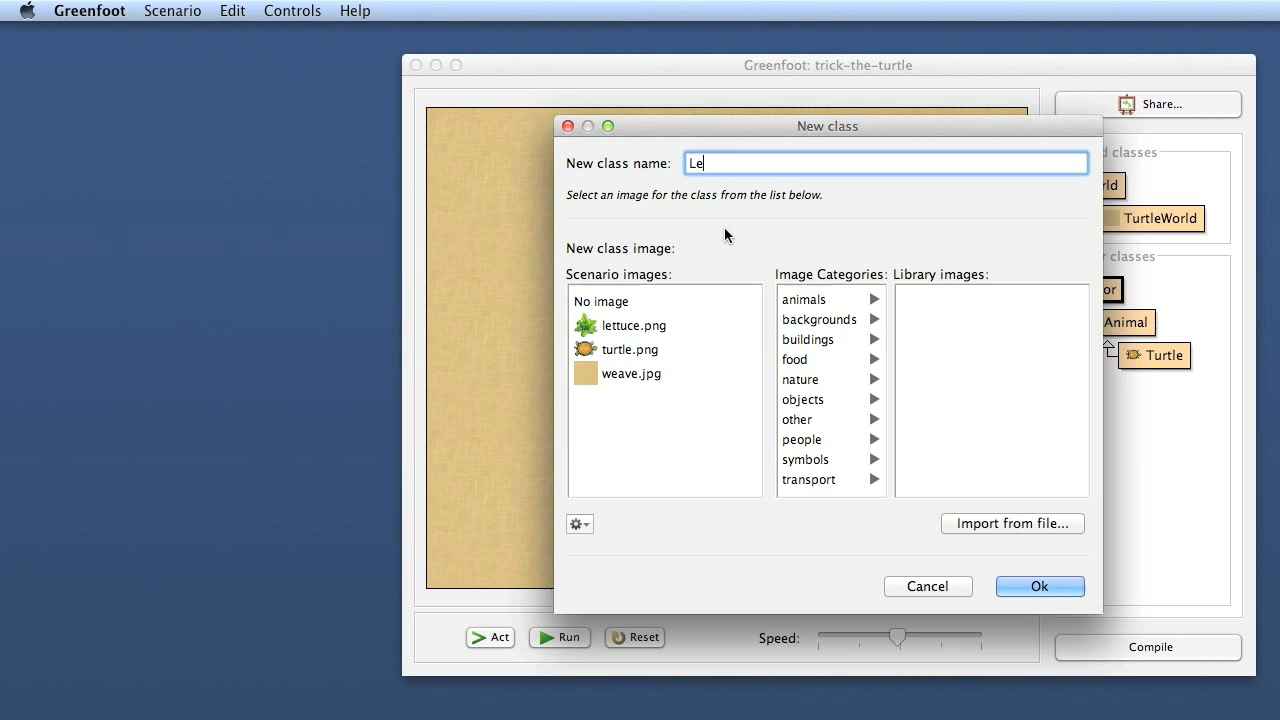 Greenfoot Scenario Edit Controls Help
Greenfoot: trick-the-turtle
Share...
New class
New class name: Le
Select an image for the class from the list below.
New class image:
Scenario images:
No image
lettuce.png
turtle.png
weave.jpg
Image Categories:
animals
backgrounds
buildings
food
nature
objects
other
people
symbols
transport
Library images:
Import from file...
Cancel
Ok
d classes
ld
TurtleWorld
r classes
or
Animal
Turtle
Act
Run
Reset
Speed:
Compile